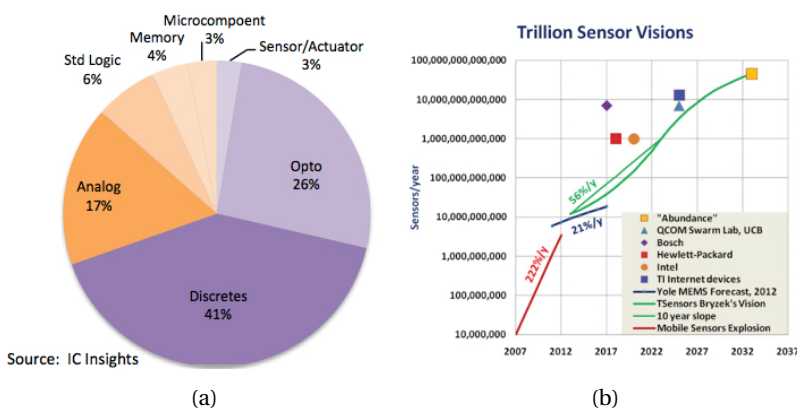 Microcompoent
3%
Memory
4%
Sensor/Actuator
3%
Std Logic
6%
Opto
26%
Analog
17%
Discretes
41%
Source: IC Insights
(a)
Trillion Sensor Visions
Sensors/year
100,000,000,000,000
10,000,000,000,000
1,000,000,000,000
100,000,000,000
10,000,000,000
1,000,000,000
100,000,000
10,000,000
2007
2012
2017
2022
2027
2032
2037
222%/y
56%/y
21%/y
"Abundance"
QCOM Swarm Lab, UCB
Bosch
Hewlett-Packard
Intel
TI Internet devices
Yole MEMS Forecast, 2012
TSensors Bryzek's Vision
10 year slope
Mobile Sensors Explosion
(b)